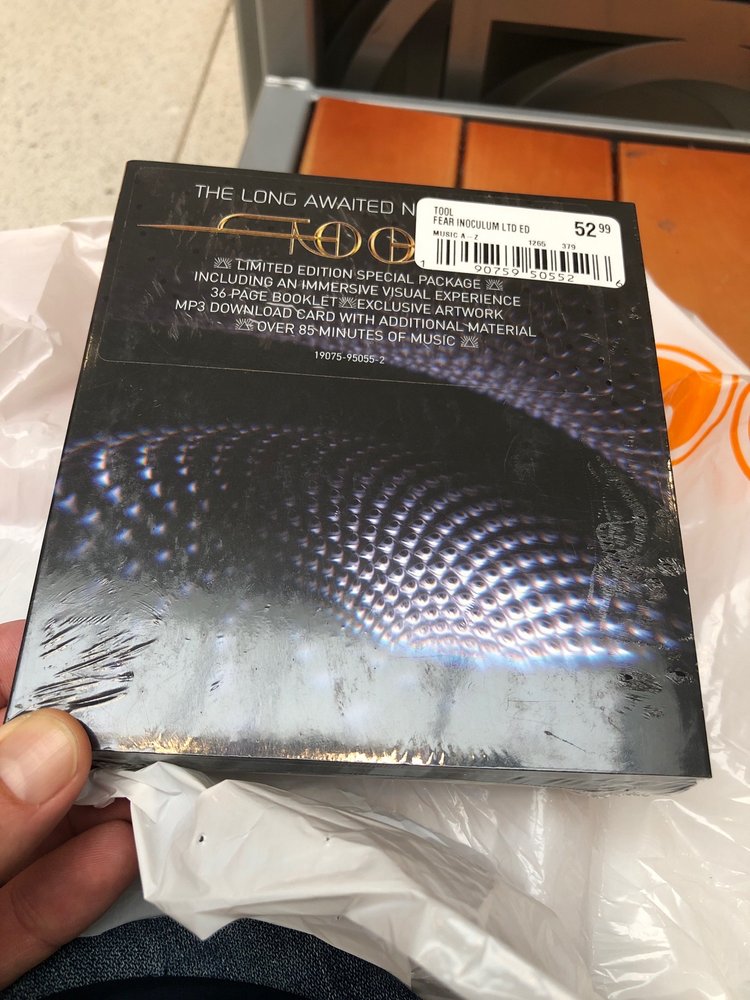 THE LONG AWAITED N
TOOL
FEAR INOCULUM LTD ED
52.99
MUSIC A-Z
1265 379
1 90759 50552 6
LIMITED EDITION SPECIAL PACKAGE
INCLUDING AN IMMERSIVE VISUAL EXPERIENCE
36 PAGE BOOKLET EXCLUSIVE ARTWORK
MP3 DOWNLOAD CARD WITH ADDITIONAL MATERIAL
OVER 85 MINUTES OF MUSIC
19075-95055-2